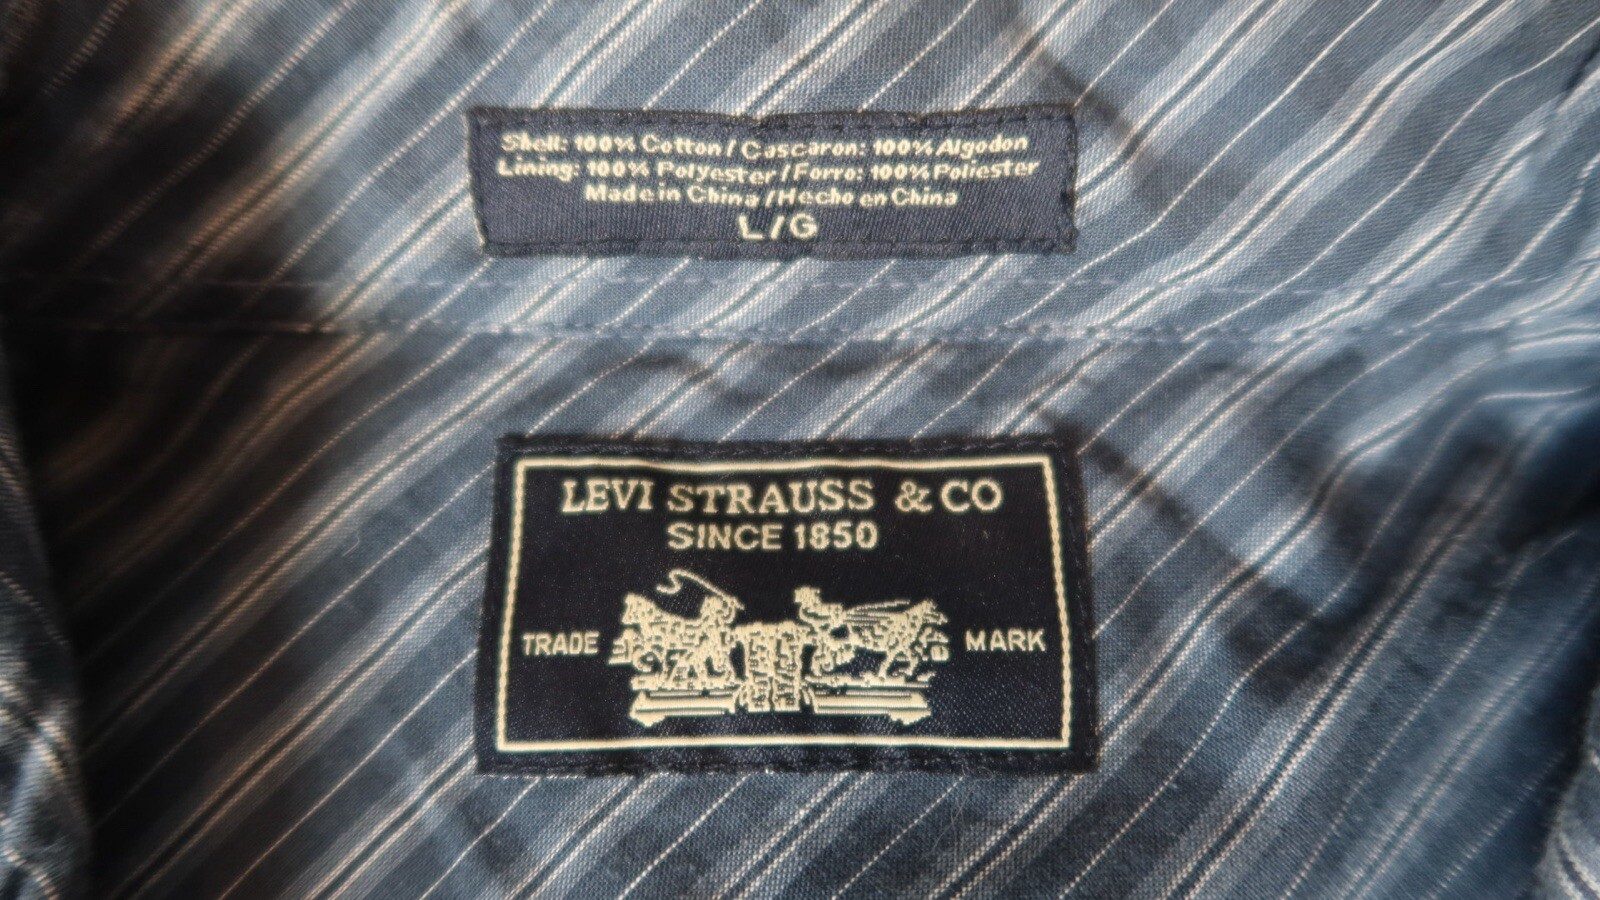 Shell: 100% Cotton / Cascaron: 100% Algodon
Lining: 100% Polyester / Forro: 100% Poliester
Made in China / Hecho en China
L/G
LEVI STRAUSS & CO
SINCE 1850
TRADE MARK